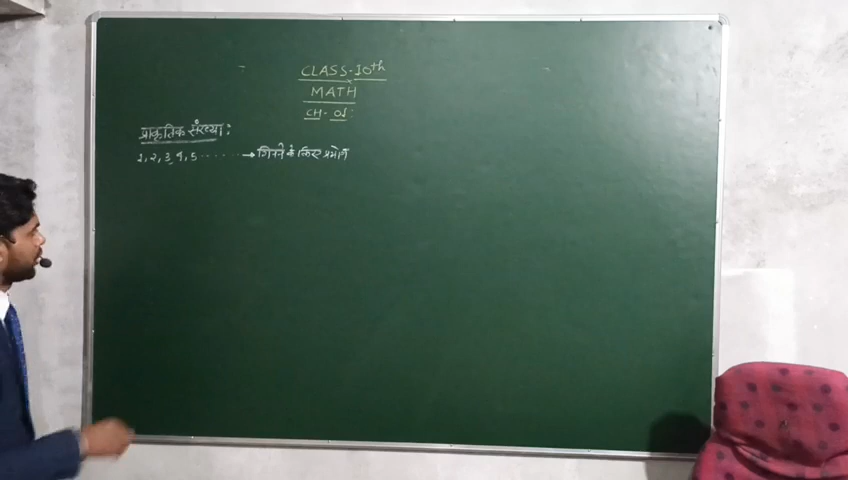 CLASS-10th
MATH
CH-01:
प्राकृतिक संख्या:
1,2,3,4,5.......→ गिनने के लिए प्रयोग